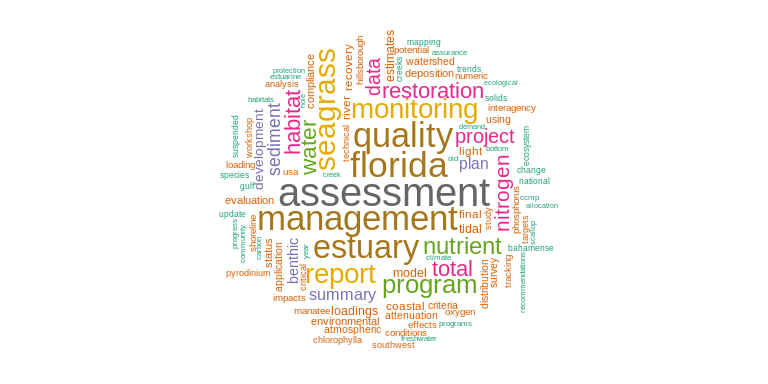 mapping
potential
assurance
watershed
creeks
estimates
recovery
hillsborough
data
deposition
trends
numeric
ecological
protection
estuarine
analysis
compliance
seagrass
restoration
solids
habitats
hole
river
monitoring
interagency
using
habitat
sediment
water
technical
quality
demand
project
suspended
workshop
development
light
bottom
ecosystem
loading
species
gulf
usa
creek
florida
old
plan
nitrogen
change
national
assessment
evaluation
ccmp
allocation
update
management
final
tidal
study
phosphorus
targets
scallop
progress
community
shoreline
carbon
status
year
estuary
nutrient
bahamense
benthic
climate
pyrodinium
application
critical
report
model
total
program
distribution
survey
tracking
recommendations
impacts
summary
manatee
loadings
coastal
criteria
attenuation
oxygen
environmental
effects
programs
atmospheric
conditions
freshwater
chlorophylla
southwest